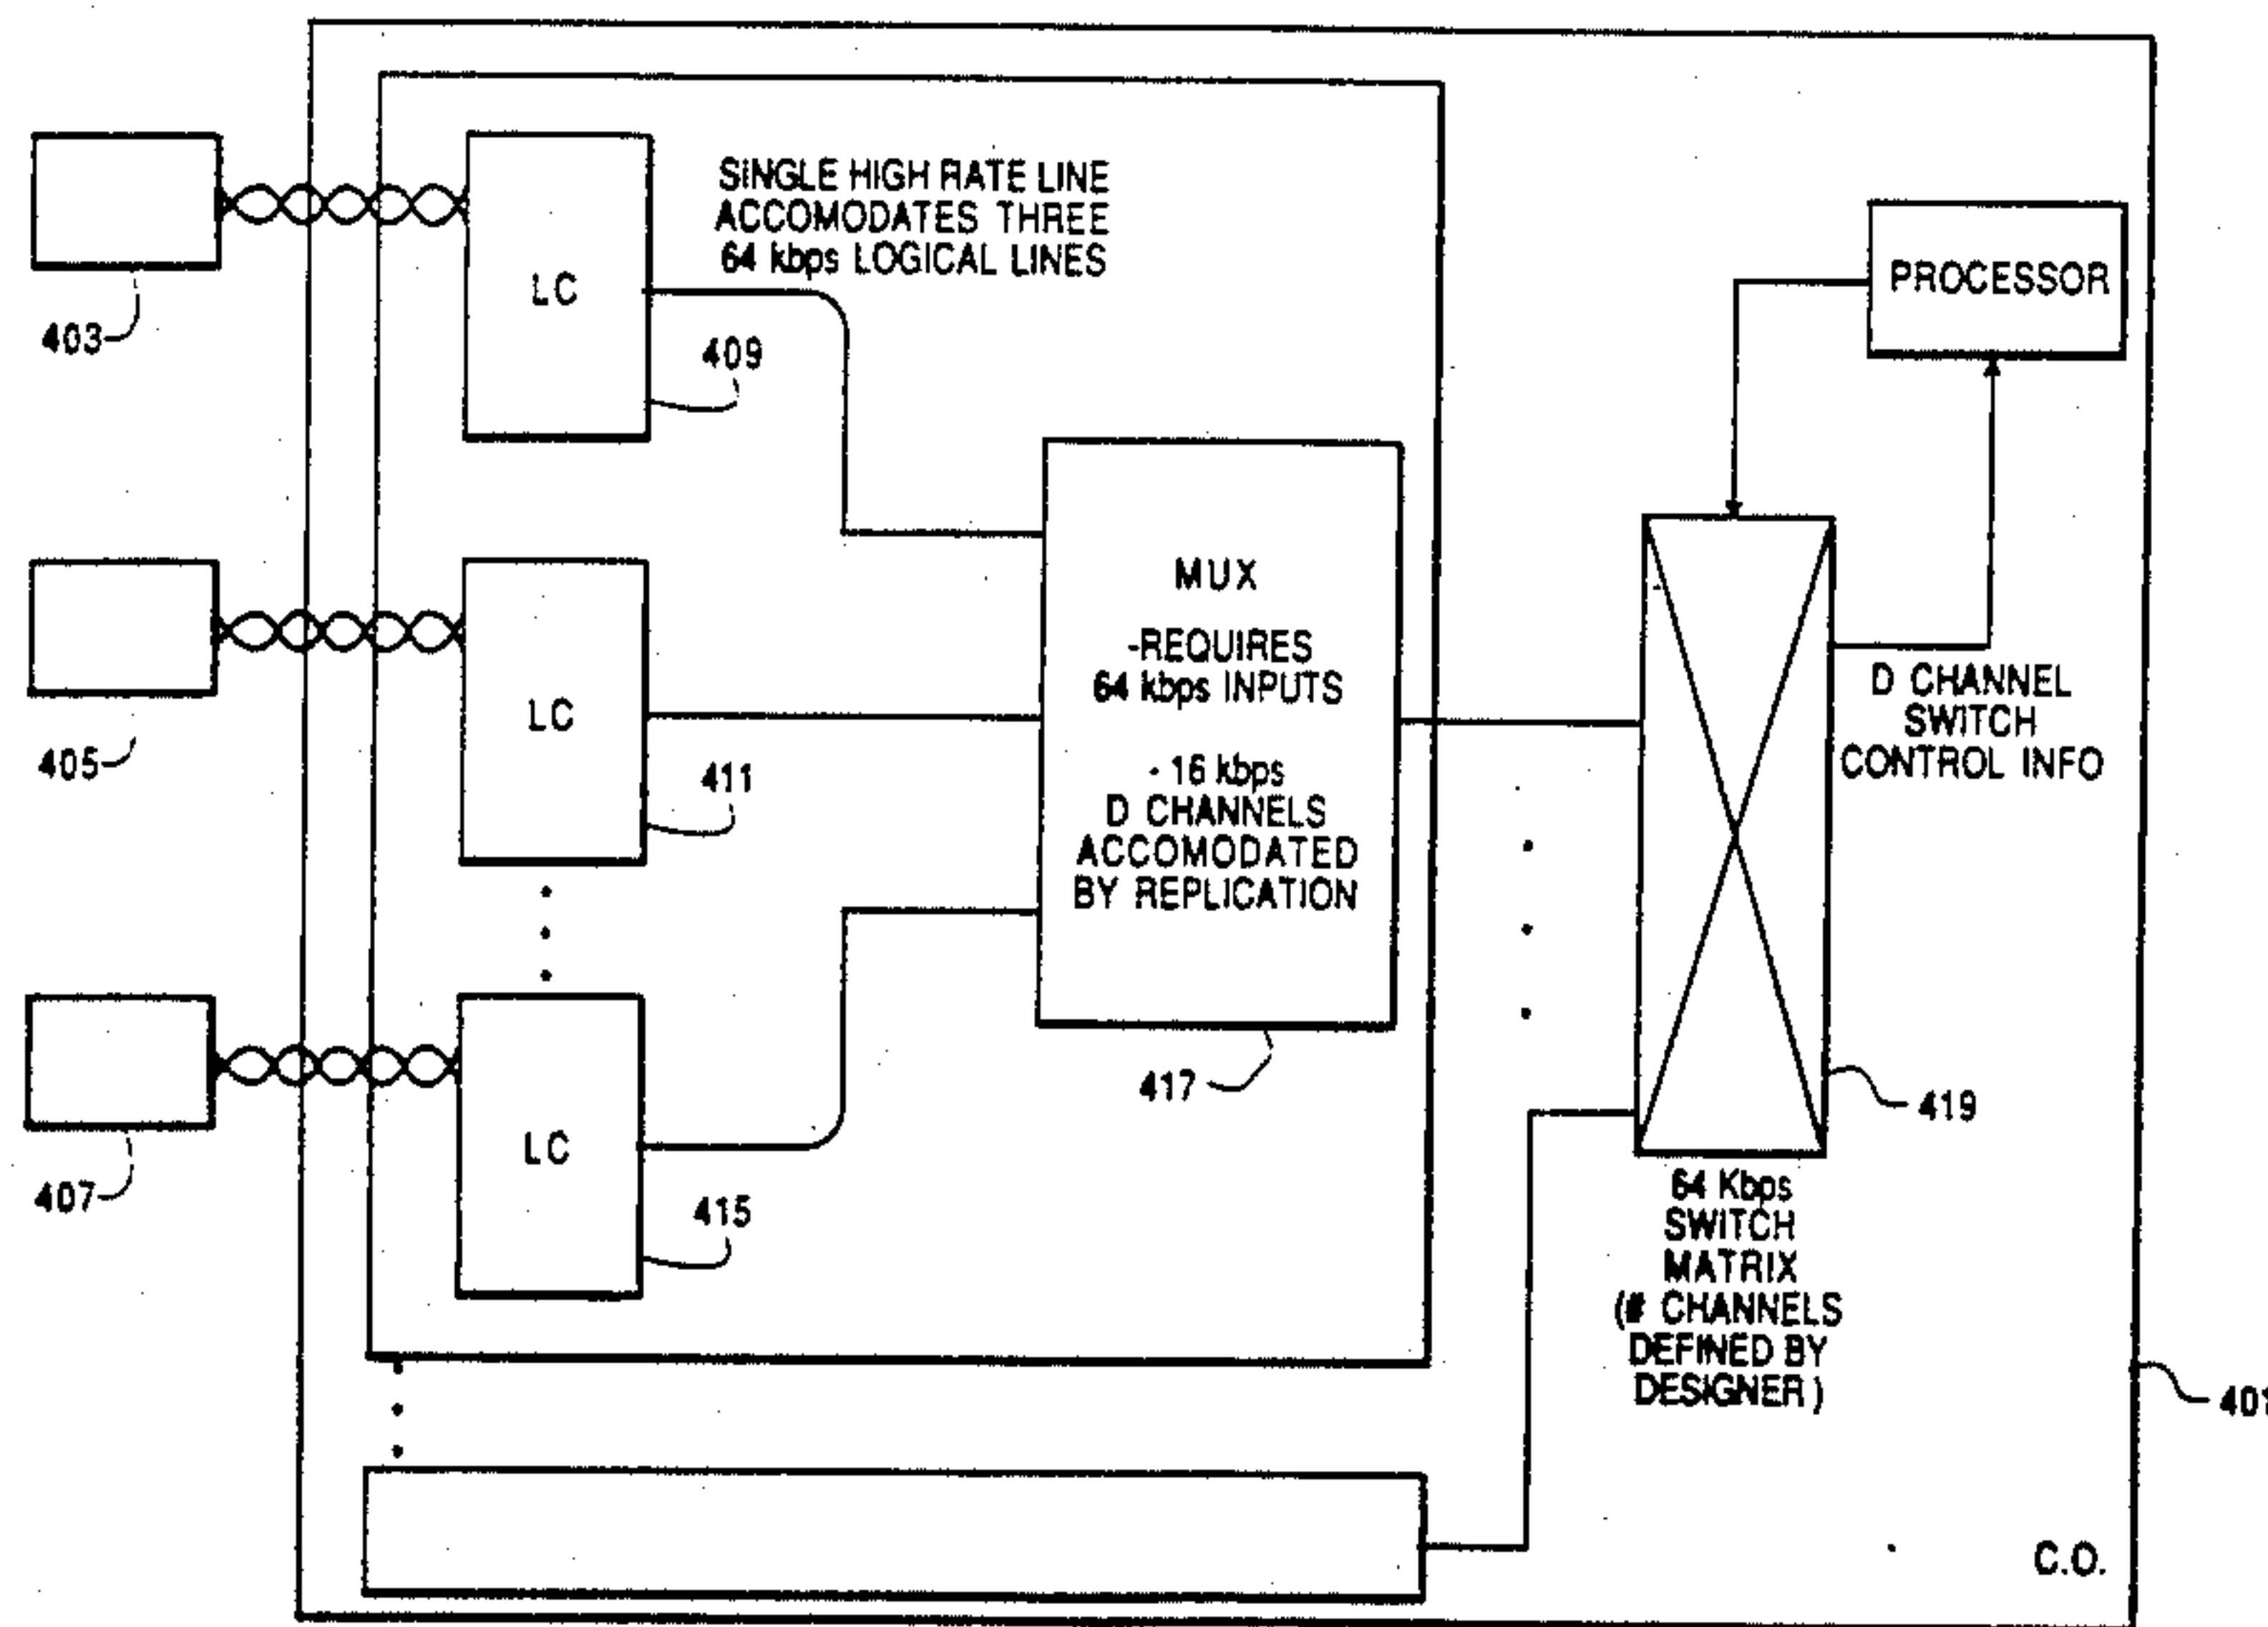 SINGLE HIGH RATE LINE
ACCOMODATES THREE
64 kbps LOGICAL LINES
LC
409
403
PROCESSOR
MUX
-REQUIRES
64 kbps INPUTS
- 16 kbps
D CHANNELS
ACCOMODATED
BY REPLICATION
417
LC
411
405
D CHANNEL
SWITCH
CONTROL INFO
419
LC
415
407
64 Kbps
SWITCH
MATRIX
(# CHANNELS
DEFINED BY
DESIGNER)
401
C.O.